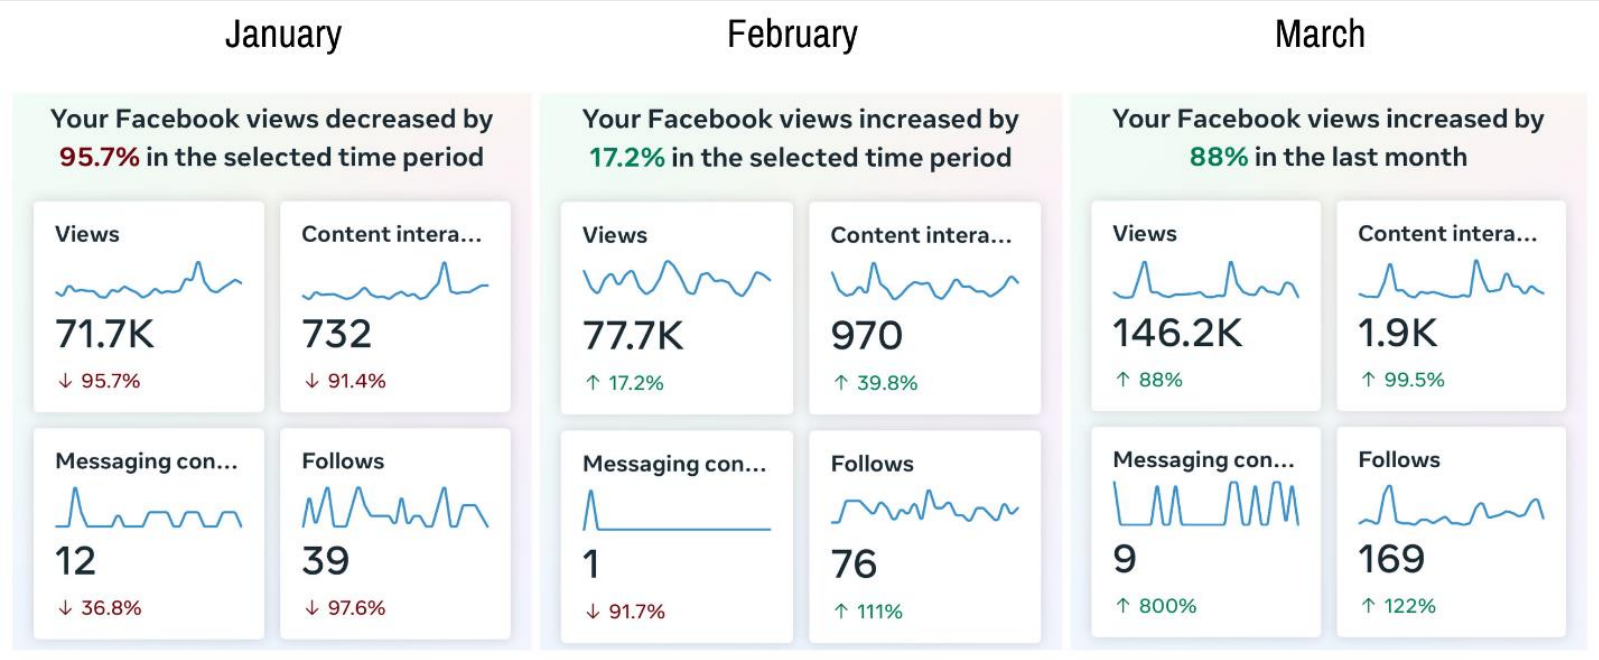 January
Your Facebook views decreased by
95.7% in the selected time period
Views
71.7K
↓ 95.7%
Content intera...
732
↓ 91.4%
Messaging con...
12
↓ 36.8%
Follows
39
↓ 97.6%
February
Your Facebook views increased by
17.2% in the selected time period
Views
77.7K
↑ 17.2%
Content intera...
970
↑ 39.8%
Messaging con...
1
↓ 91.7%
Follows
76
↑ 111%
March
Your Facebook views increased by
88% in the last month
Views
146.2K
↑ 88%
Content intera...
1.9K
↑ 99.5%
Messaging con...
9
↑ 800%
Follows
169
↑ 122%